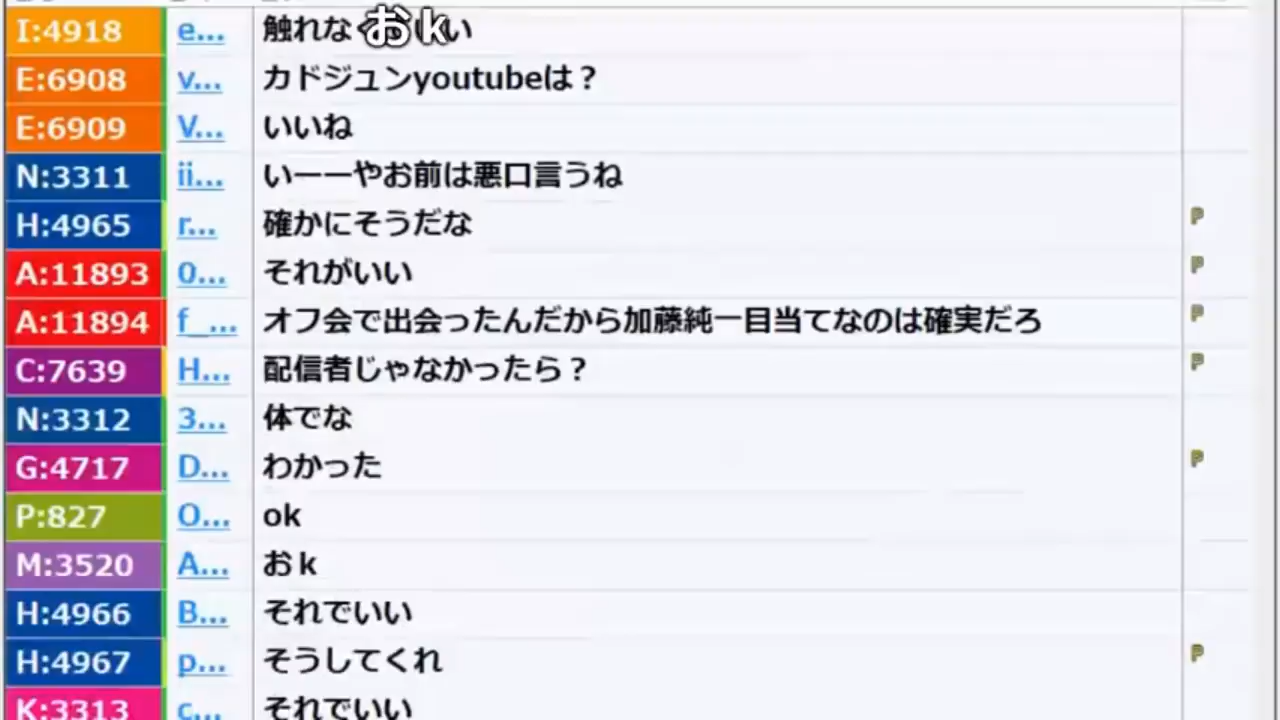 I:4918 e... 触れな いい
おk
E:6908 v... カドジュンyoutubeは？
E:6909 V... いいね
N:3311 ii... いーーやお前は悪口言うね
H:4965 r... 確かにそうだな P
A:11893 0... それがいい P
A:11894 f_... オフ会で出会ったんだから加藤純一目当てなのは確実だろ P
C:7639 H... 配信者じゃなかったら？ P
N:3312 3... 体でな
G:4717 D... わかった P
P:827 O... ok
M:3520 A... おk
H:4966 B... それでいい
H:4967 p... そうしてくれ P
K:3313 c... それでいい